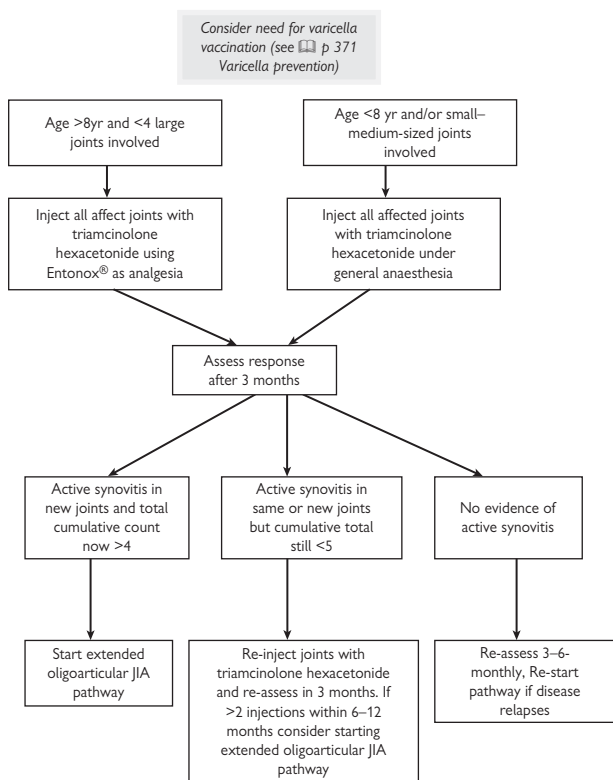 Consider need for varicella
vaccination (see 📖 p 371
Varicella prevention)
Age >8yr and <4 large
joints involved
Age <8 yr and/or small–
medium-sized joints
involved
Inject all affect joints with
triamcinolone
hexacetonide using
Entonox® as analgesia
Inject all affected joints
with triamcinolone
hexacetonide under
general anaesthesia
Assess response
after 3 months
Active synovitis in
new joints and total
cumulative count
now >4
Active synovitis in
same or new joints
but cumulative total
still <5
No evidence of
active synovitis
Start extended
oligoarticular JIA
pathway
Re-inject joints with
triamcinolone hexacetonide
and re-assess in 3 months. If
>2 injections within 6–12
months consider starting
extended oligoarticular JIA
pathway
Re-assess 3–6-
monthly, Re-start
pathway if disease
relapses